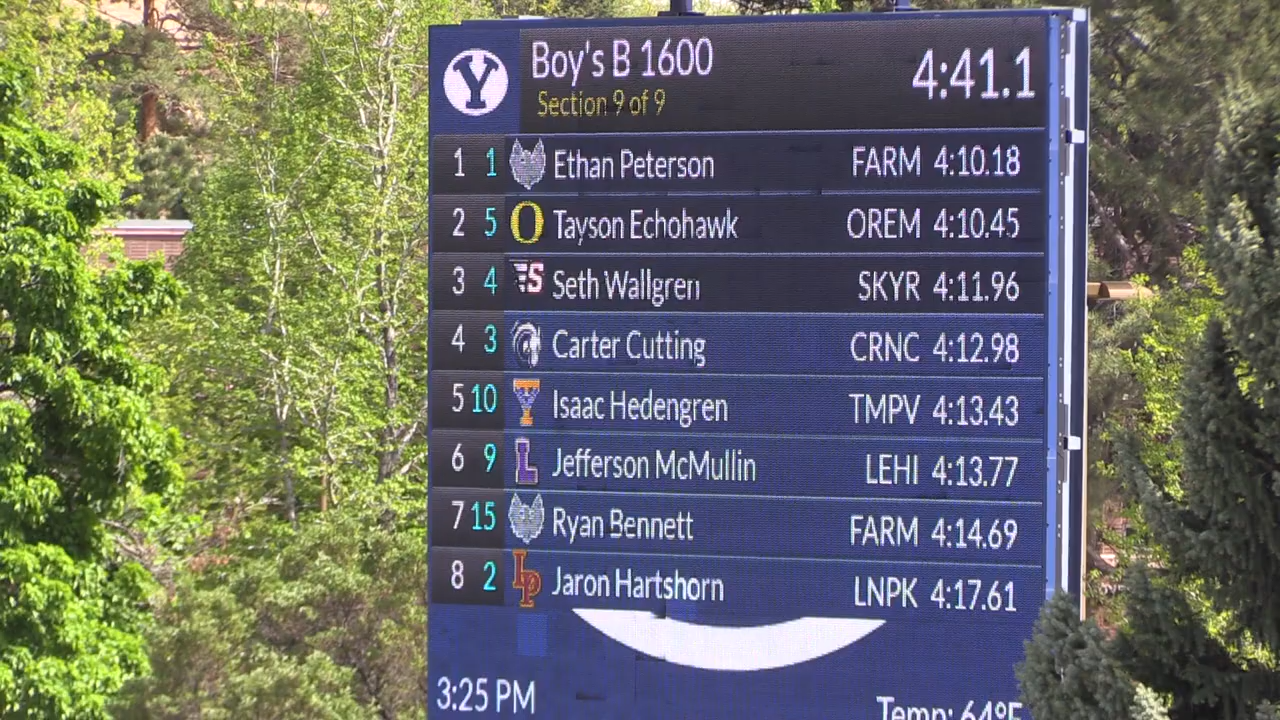 Y Boy's B 1600 4:41.1
Section 9 of 9
1 1 Ethan Peterson FARM 4:10.18
2 5 O Tayson Echohawk OREM 4:10.45
3 4 S Seth Wallgren SKYR 4:11.96
4 3 Carter Cutting CRNC 4:12.98
5 10 T Isaac Hedengren TMPV 4:13.43
6 9 L Jefferson McMullin LEHI 4:13.77
7 15 Ryan Bennett FARM 4:14.69
8 2 LP Jaron Hartshorn LNPK 4:17.61
3:25 PM Temp: 64°F